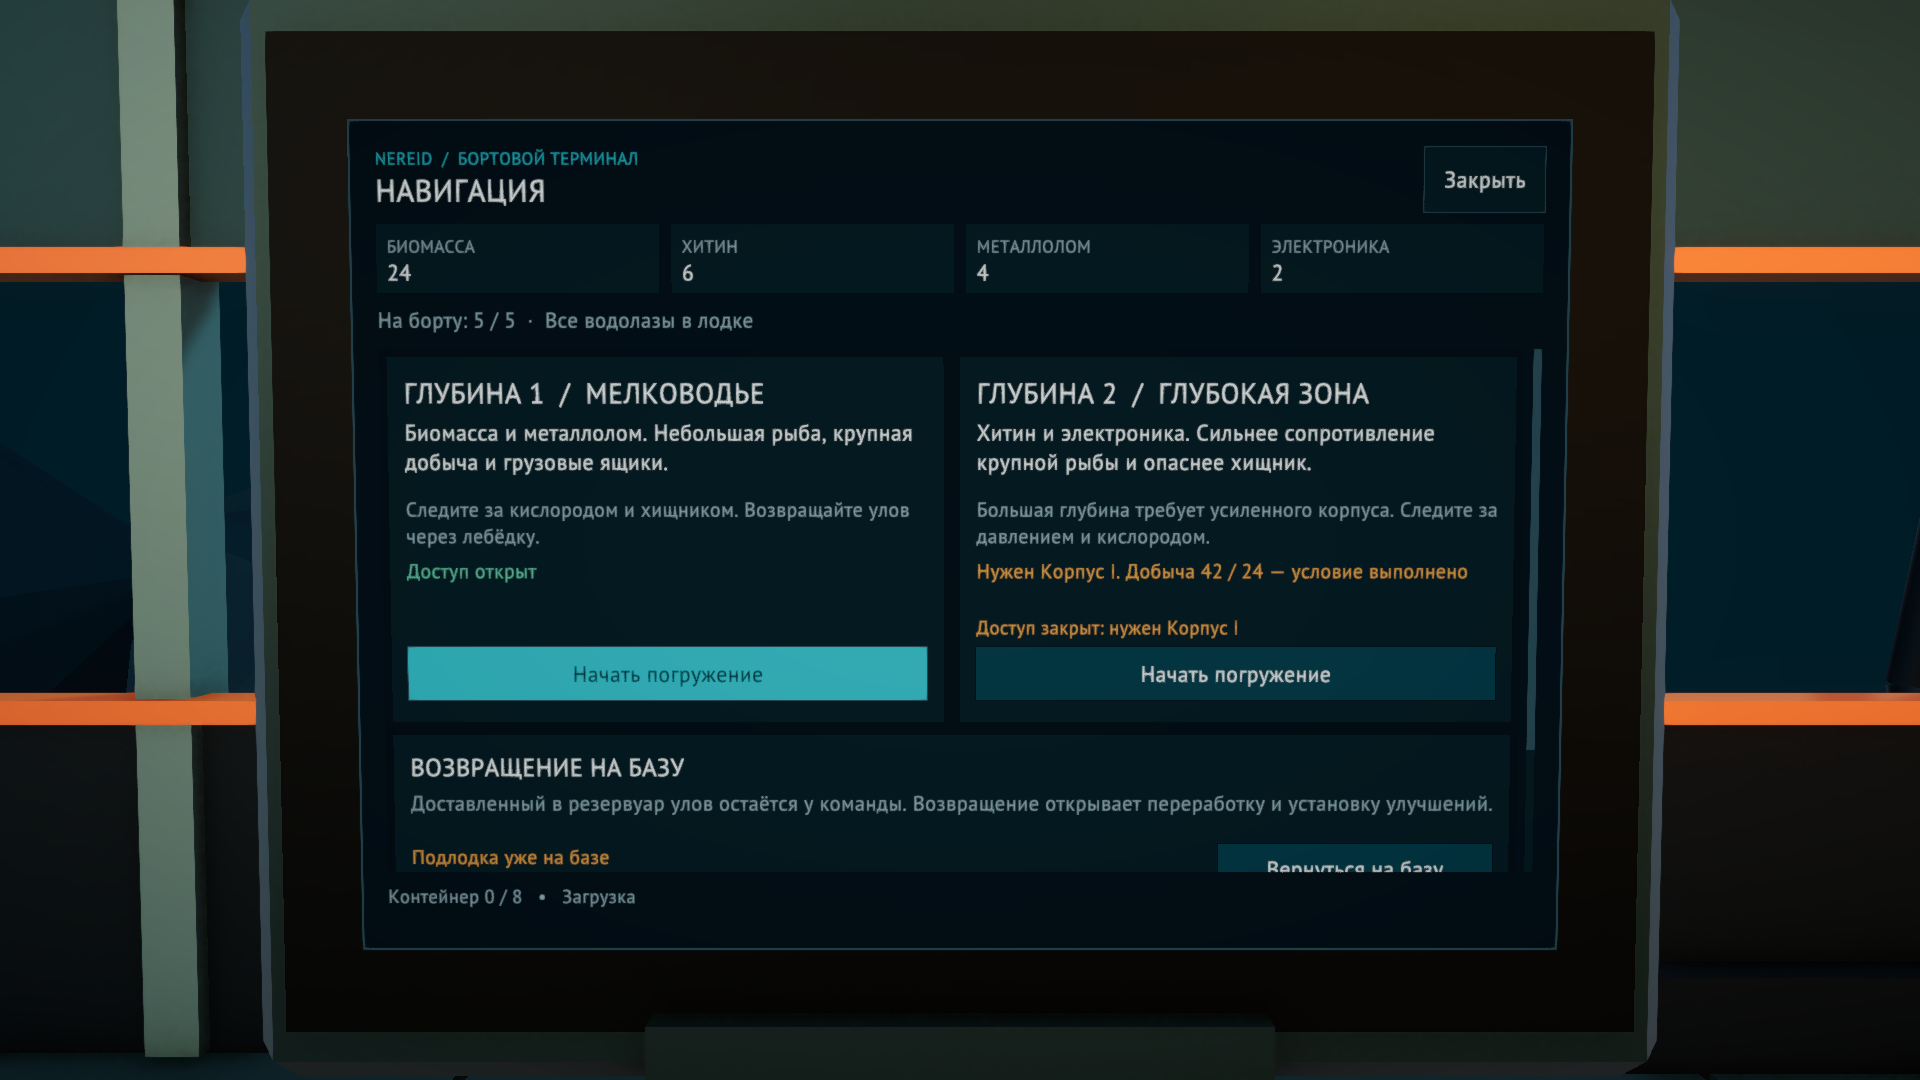 NEREID / БОРТОВОЙ ТЕРМИНАЛ
НАВИГАЦИЯ
Закрыть
БИОМАССА
24
ХИТИН
6
МЕТАЛЛОЛОМ
4
ЭЛЕКТРОНИКА
2
На борту: 5 / 5 · Все водолазы в лодке
ГЛУБИНА 1 / МЕЛКОВОДЬЕ
Биомасса и металлолом. Небольшая рыба, крупная
добыча и грузовые ящики.
Следите за кислородом и хищником. Возвращайте улов
через лебёдку.
Доступ открыт
Начать погружение
ГЛУБИНА 2 / ГЛУБОКАЯ ЗОНА
Хитин и электроника. Сильнее сопротивление
крупной рыбы и опаснее хищник.
Большая глубина требует усиленного корпуса. Следите за
давлением и кислородом.
Нужен Корпус I. Добыча 42 / 24 — условие выполнено
Доступ закрыт: нужен Корпус I
Начать погружение
ВОЗВРАЩЕНИЕ НА БАЗУ
Доставленный в резервуар улов остаётся у команды. Возвращение открывает переработку и установку улучшений.
Подлодка уже на базе
Вернуться на базу
Контейнер 0 / 8 • Загрузка